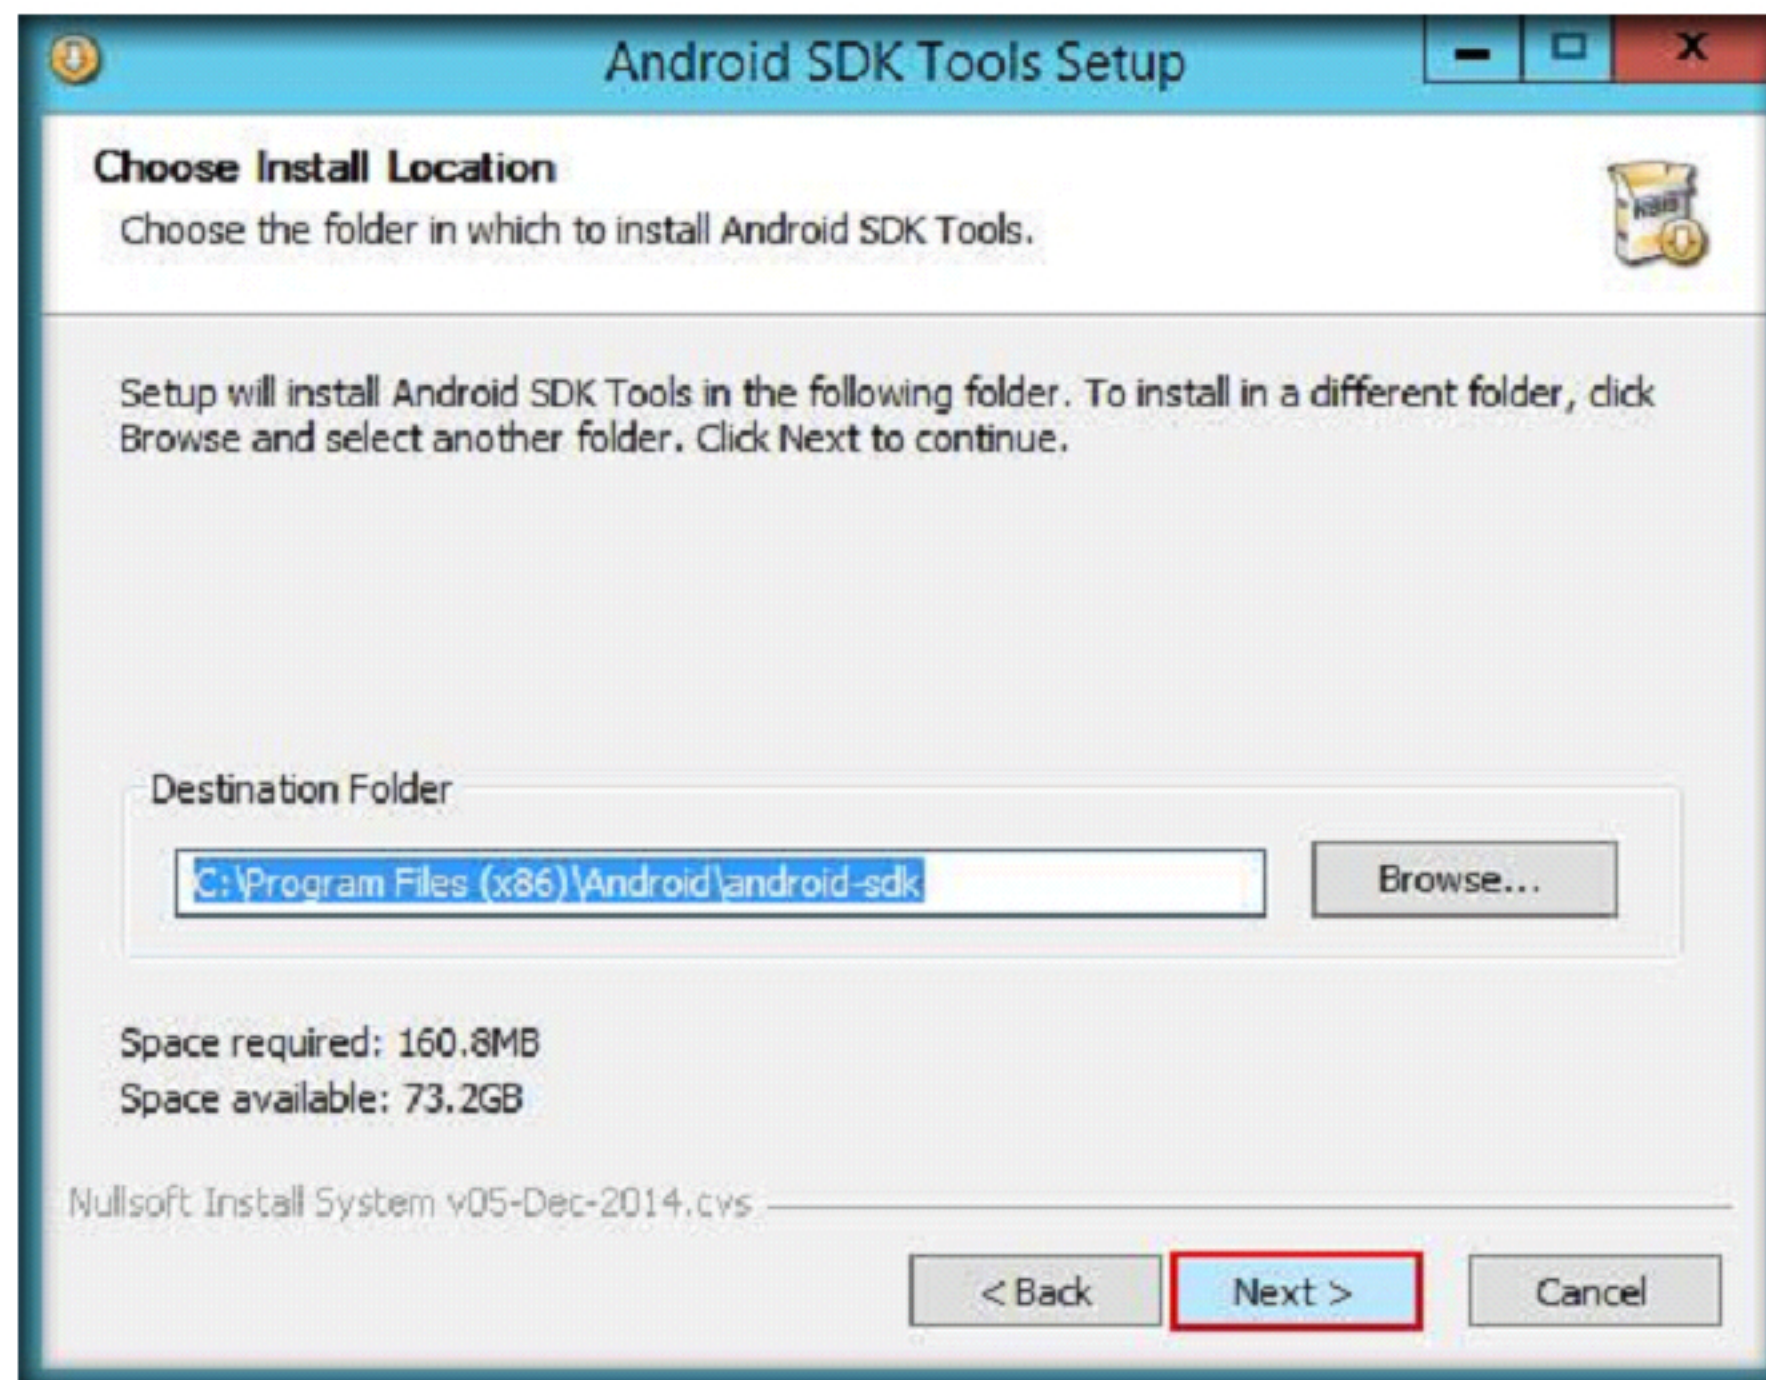 Android SDK Tools Setup
Choose Install Location
Choose the folder in which to install Android SDK Tools.
Setup will install Android SDK Tools in the following folder. To install in a different folder, click
Browse and select another folder. Click Next to continue.
Destination Folder
C:\Program Files (x86)\Android\android-sdk
Browse...
Space required: 160.8MB
Space available: 73.2GB
Nullsoft Install System v05-Dec-2014.cvs
< Back
Next >
Cancel